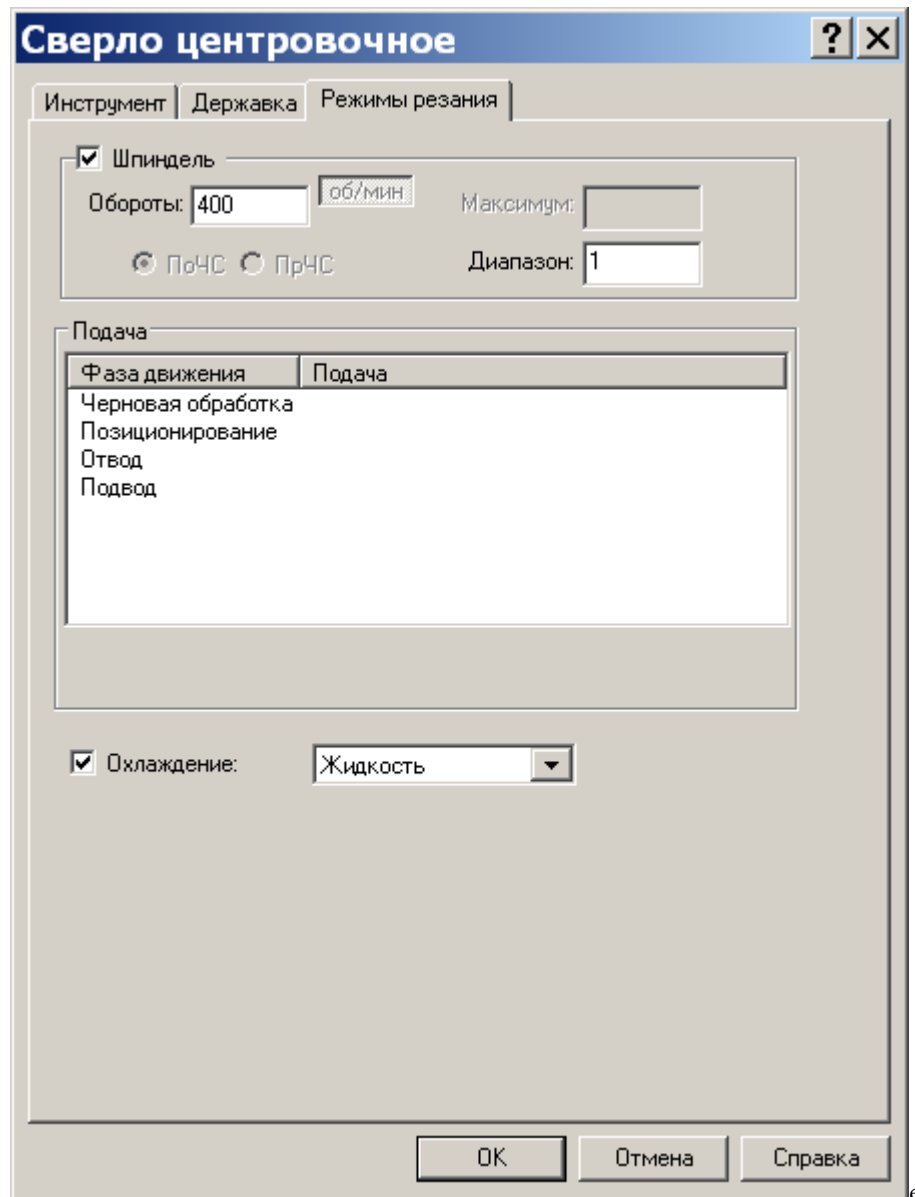 Сверло центровочное
Инструмент Державка Режимы резания
Шпиндель
Обороты: 400 об/мин Максимум:
ПоЧС ПрЧС Диапазон: 1
Подача
Фаза движения Подача
Черновая обработка
Позиционирование
Отвод
Подвод
Охлаждение: Жидкость
OK Отмена Справка